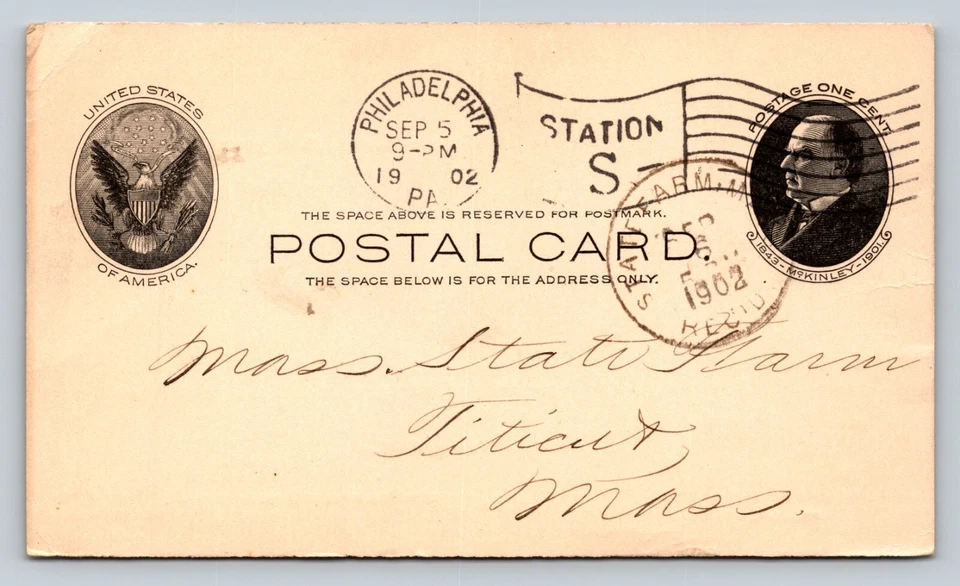 UNITED STATES
OF AMERICA.
PHILADELPHIA
SEP 5
9-PM
19 02
PA.
STATION
S
POSTAGE ONE CENT
1843-McKINLEY-1901.
THE SPACE ABOVE IS RESERVED FOR POSTMARK.
POSTAL CARD.
THE SPACE BELOW IS FOR THE ADDRESS ONLY.
STATE FARM, M
1902
REC'D
Mass. State Farm
Titicut
Mass.